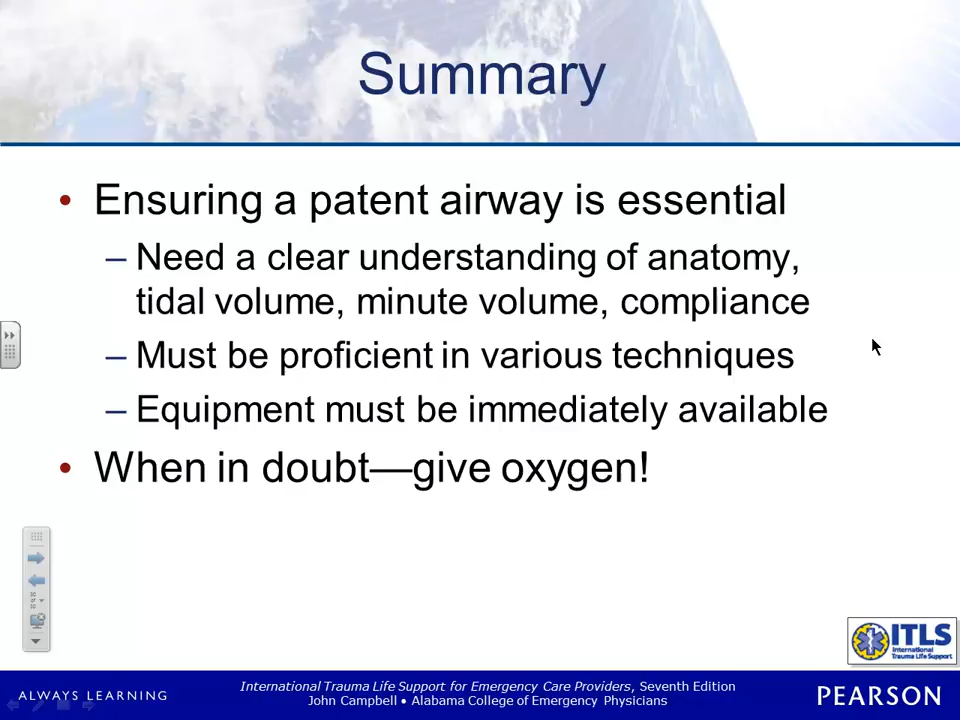 Summary
• Ensuring a patent airway is essential
– Need a clear understanding of anatomy,
tidal volume, minute volume, compliance
– Must be proficient in various techniques
– Equipment must be immediately available
• When in doubt—give oxygen!
ITLS
International
Trauma Life Support
ALWAYS LEARNING
International Trauma Life Support for Emergency Care Providers, Seventh Edition
John Campbell • Alabama College of Emergency Physicians
PEARSON